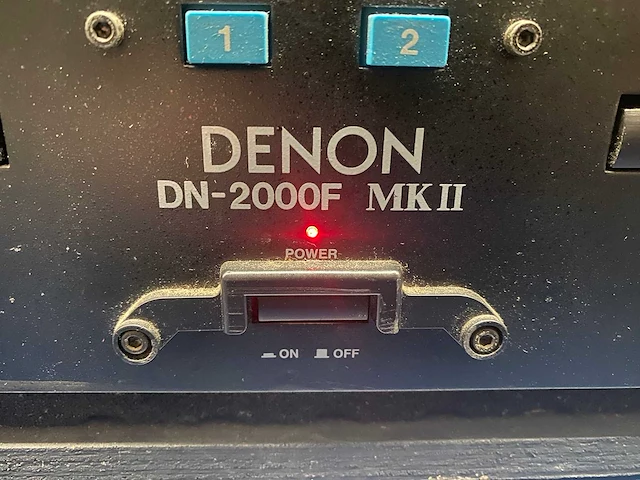 1 2
DENON
DN-2000F MKII
POWER
ON OFF